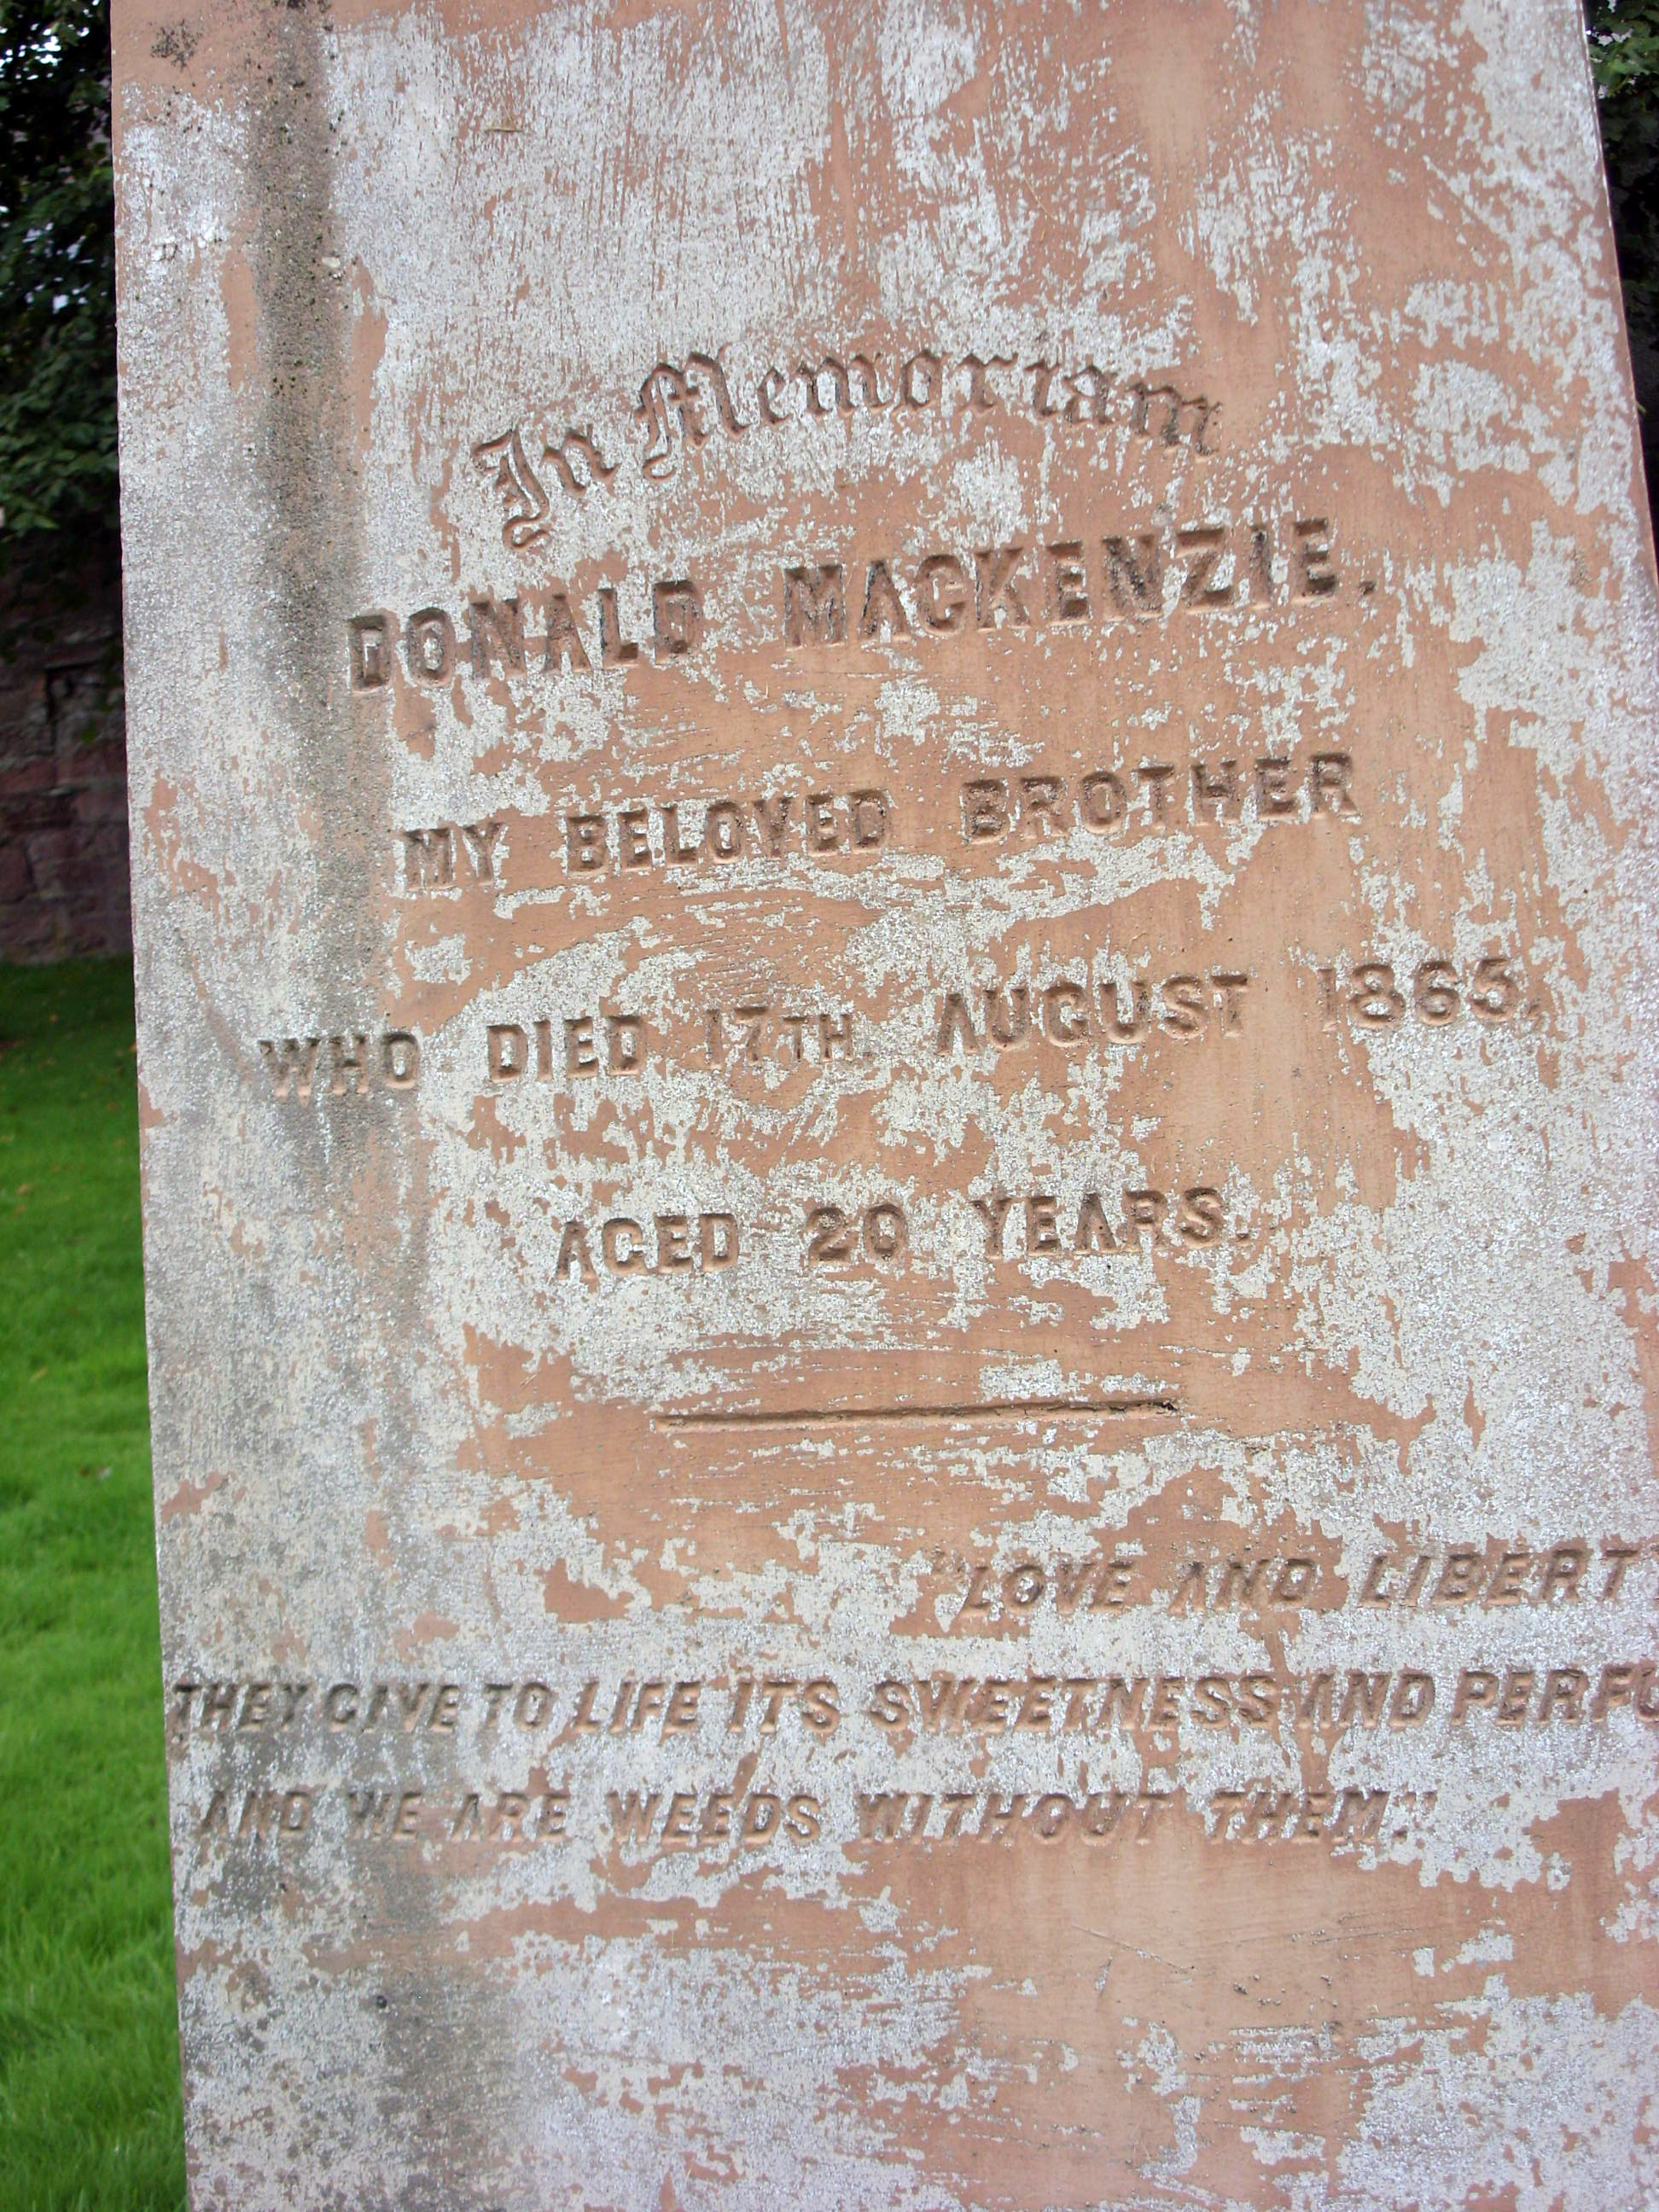 In Memoriam
DONALD MACKENZIE.
MY BELOVED BROTHER
WHO DIED 17TH. AUGUST 1865,
AGED 20 YEARS.
"LOVE AND LIBERT
THEY GIVE TO LIFE ITS SWEETNESS AND PERFU
AND WE ARE WEEDS WITHOUT THEM."